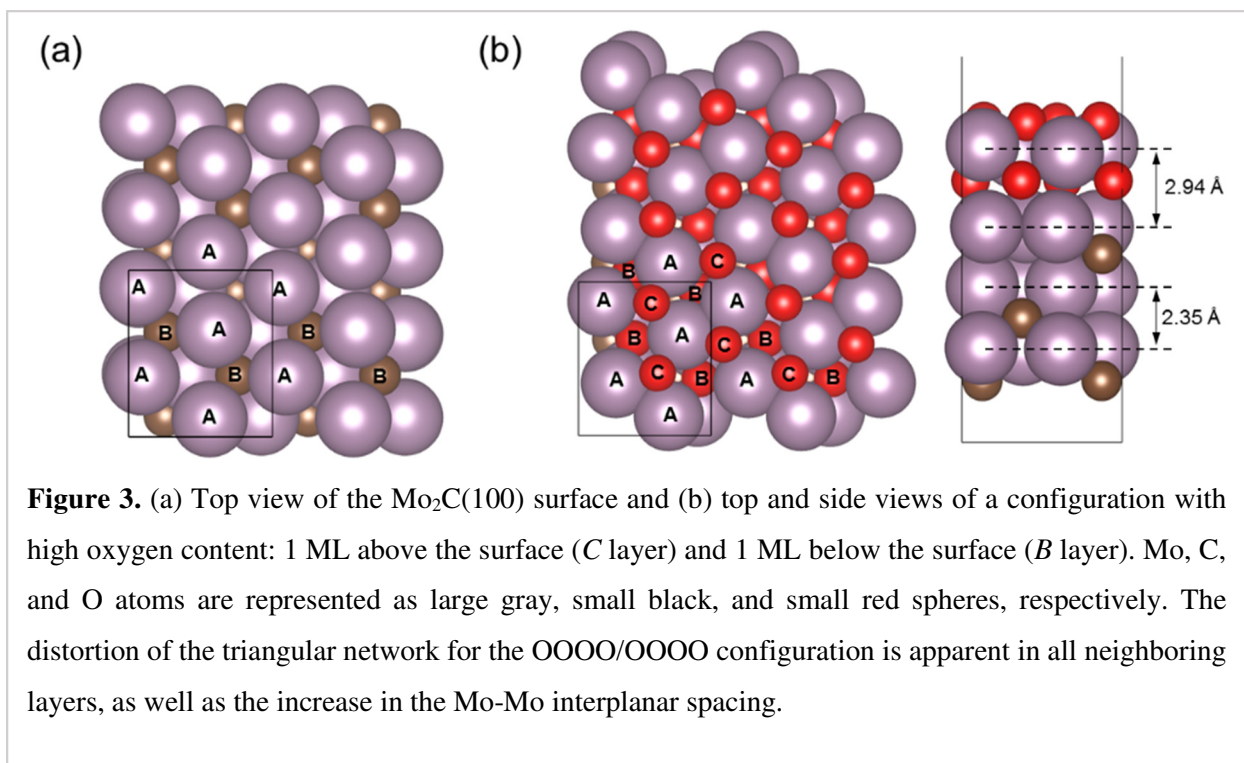 (a)
A
A
A
A
B
B
A
B
A
B
A
(b)
B
A
C
A
C
B
A
B
A
C
B
A
C
B
A
C
B
A
2.94 Å
2.35 Å
Figure 3. (a) Top view of the Mo₂C(100) surface and (b) top and side views of a configuration with
high oxygen content: 1 ML above the surface (C layer) and 1 ML below the surface (B layer). Mo, C,
and O atoms are represented as large gray, small black, and small red spheres, respectively. The
distortion of the triangular network for the OOOO/OOOO configuration is apparent in all neighboring
layers, as well as the increase in the Mo-Mo interplanar spacing.